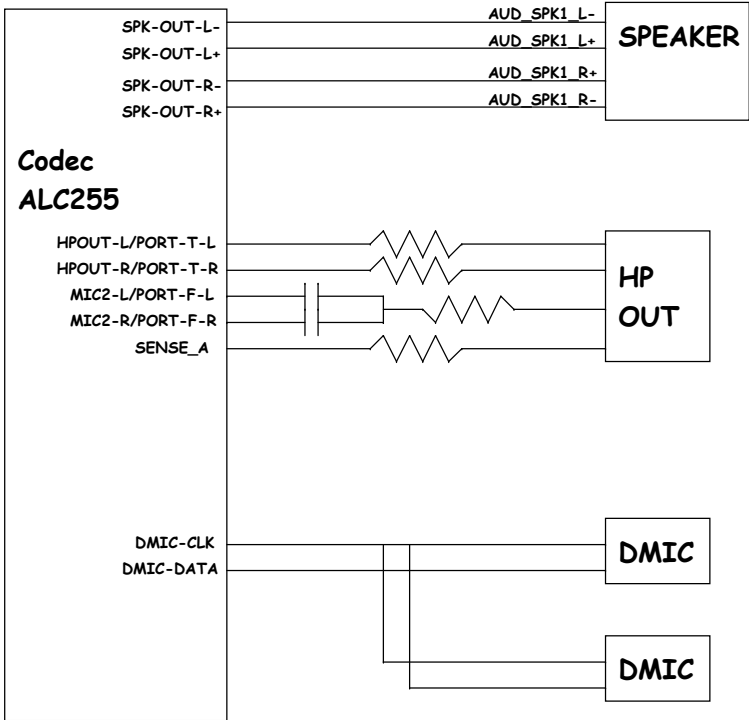 SPK-OUT-L-
SPK-OUT-L+
SPK-OUT-R-
SPK-OUT-R+
AUD_SPK1_L-
AUD_SPK1_L+
AUD_SPK1_R+
AUD_SPK1_R-
SPEAKER
Codec
ALC255
HPOUT-L/PORT-T-L
HPOUT-R/PORT-T-R
MIC2-L/PORT-F-L
MIC2-R/PORT-F-R
SENSE_A
HP
OUT
DMIC-CLK
DMIC-DATA
DMIC
DMIC